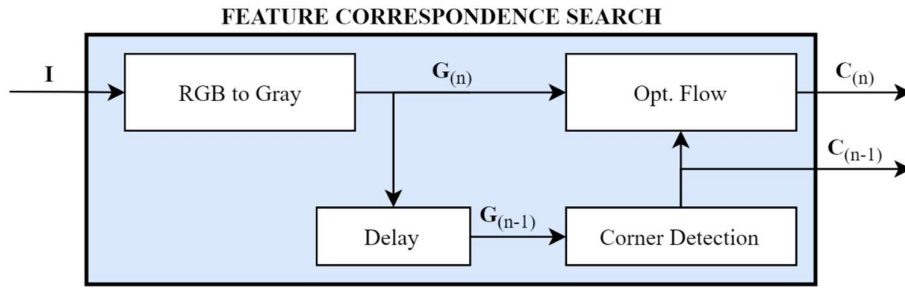 FEATURE CORRESPONDENCE SEARCH
I
RGB to Gray
G(n)
Opt. Flow
C(n)
C(n-1)
Delay
G(n-1)
Corner Detection